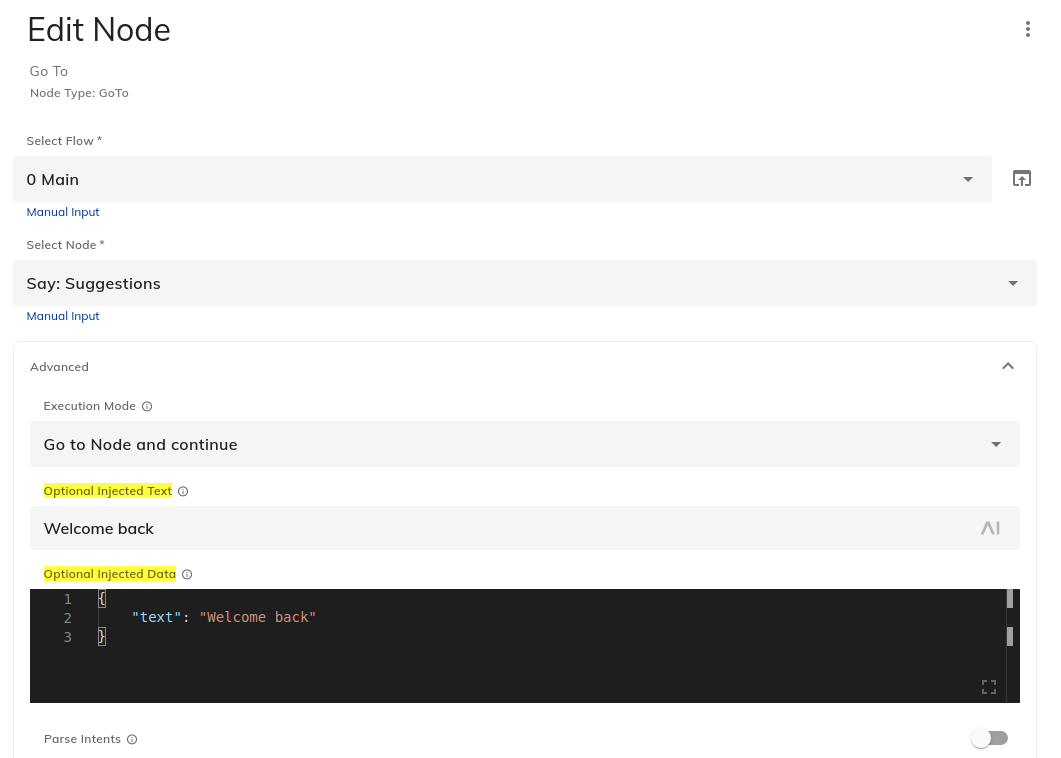 Edit Node
Go To
Node Type: GoTo
Select Flow *
0 Main
Manual Input
Select Node *
Say: Suggestions
Manual Input
Advanced
Execution Mode
Go to Node and continue
Optional Injected Text
Welcome back
AI
Optional Injected Data
1 {
2 "text": "Welcome back"
3 }
Parse Intents